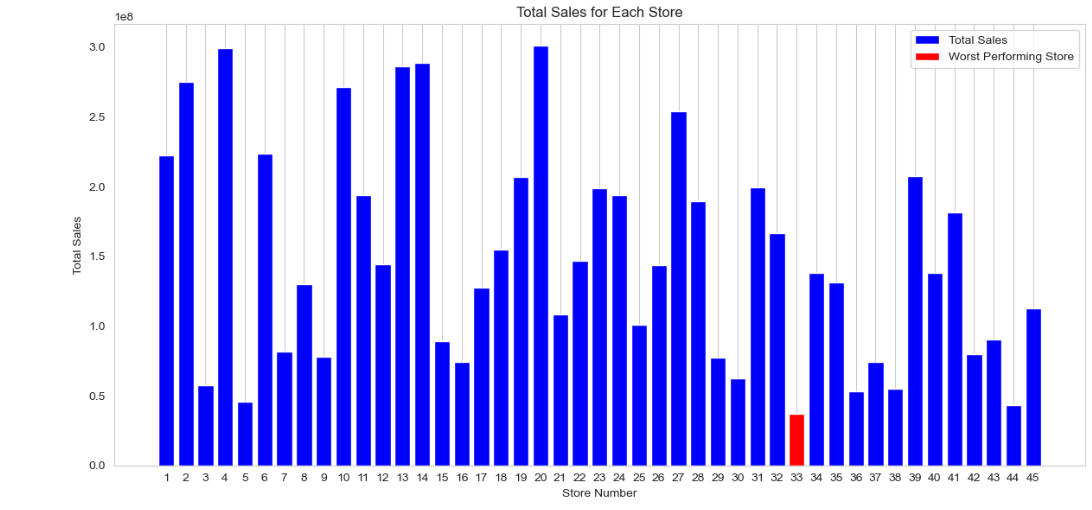 Total Sales for Each Store
1e8
Total Sales
Worst Performing Store
3.0
2.5
2.0
1.5
1.0
0.5
0.0
Total Sales
1 2 3 4 5 6 7 8 9 10 11 12 13 14 15 16 17 18 19 20 21 22 23 24 25 26 27 28 29 30 31 32 33 34 35 36 37 38 39 40 41 42 43 44 45
Store Number